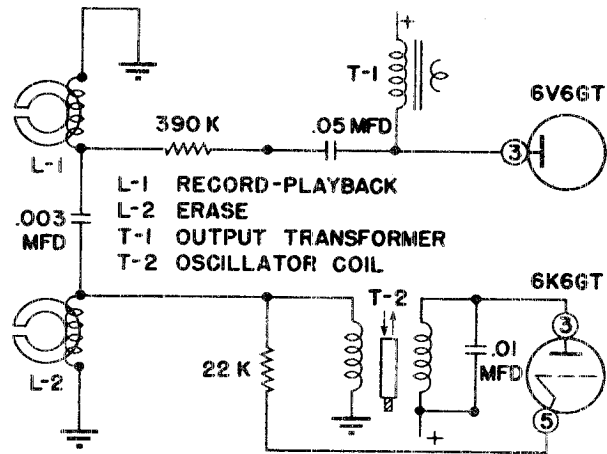 +
T-1
6V6GT
390 K
.05 MFD
3
L-1
L-1 RECORD-PLAYBACK
L-2 ERASE
T-1 OUTPUT TRANSFORMER
T-2 OSCILLATOR COIL
.003
MFD
6K6GT
T-2
3
22 K
.01
MFD
L-2
5
+